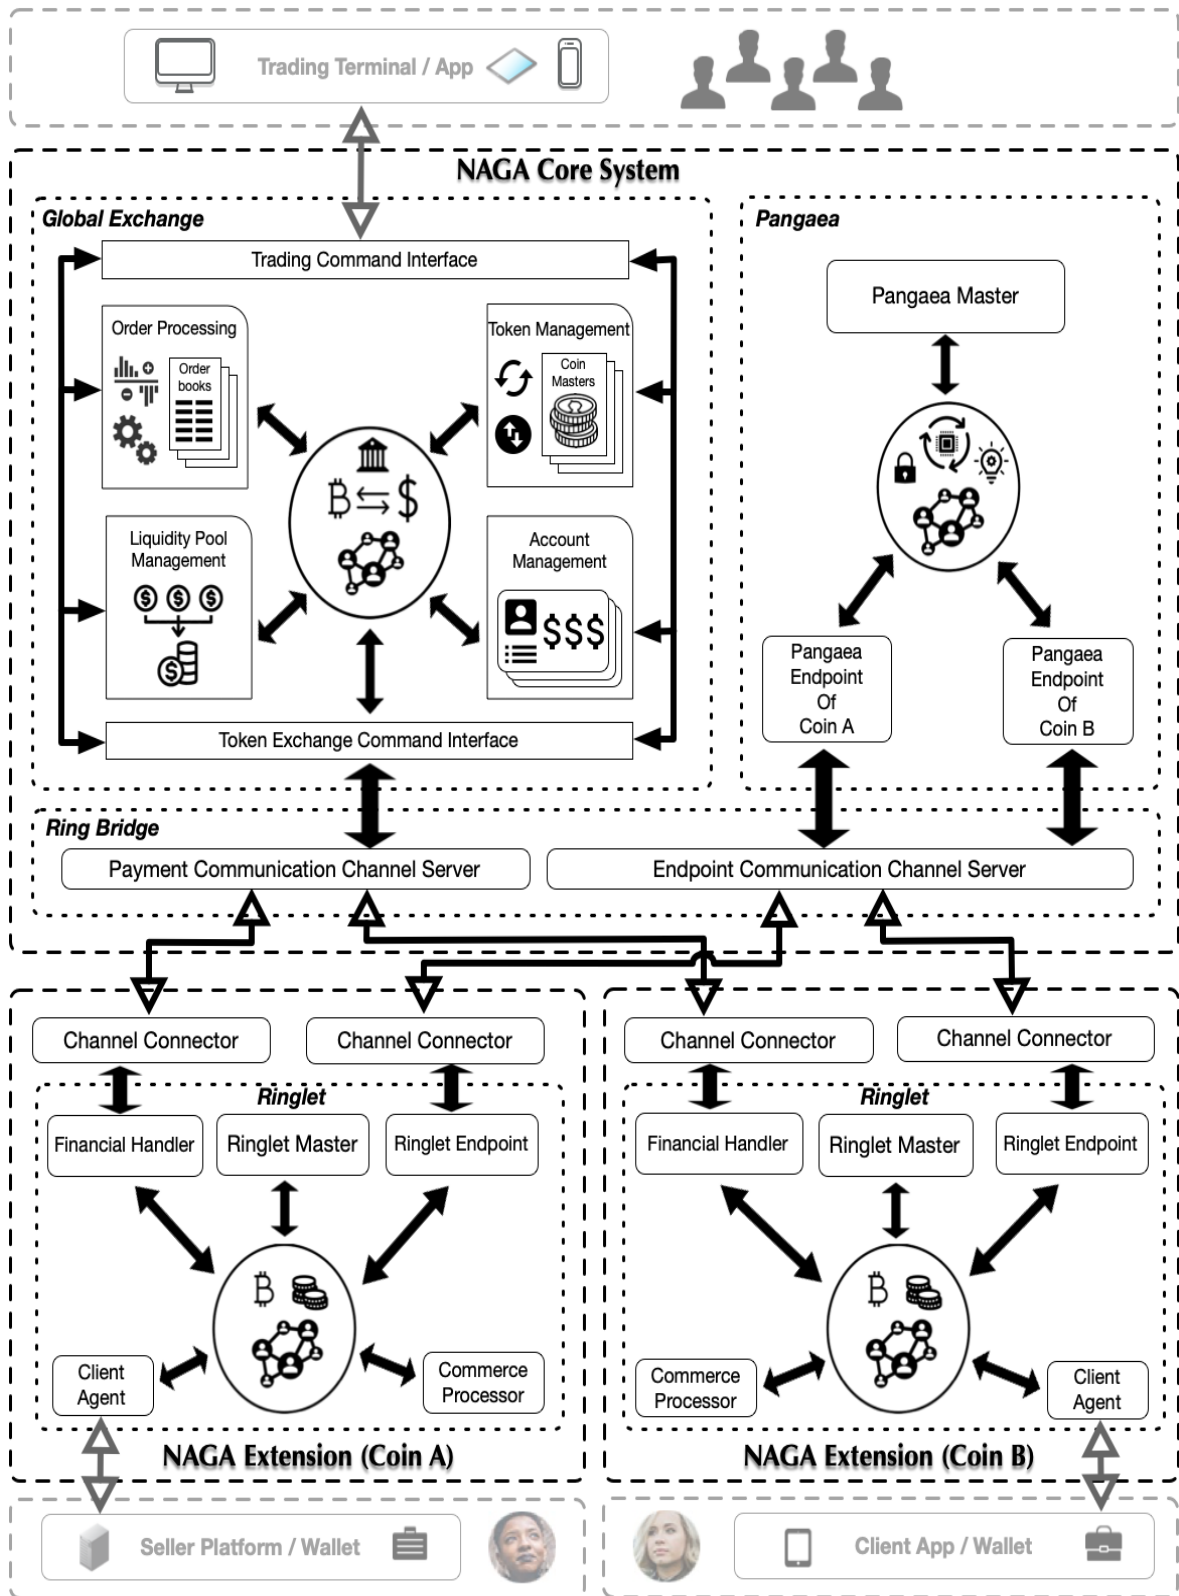 Trading Terminal / App
NAGA Core System
Global Exchange
Trading Command Interface
Order Processing
Order
books
Token Management
Coin
Masters
Liquidity Pool
Management
Account
Management
$$$
Token Exchange Command Interface
Pangaea
Pangaea Master
Pangaea
Endpoint
Of
Coin A
Pangaea
Endpoint
Of
Coin B
Ring Bridge
Payment Communication Channel Server
Endpoint Communication Channel Server
Channel Connector
Channel Connector
Ringlet
Financial Handler
Ringlet Master
Ringlet Endpoint
Client
Agent
Commerce
Processor
NAGA Extension (Coin A)
Channel Connector
Channel Connector
Ringlet
Financial Handler
Ringlet Master
Ringlet Endpoint
Commerce
Processor
Client
Agent
NAGA Extension (Coin B)
Seller Platform / Wallet
Client App / Wallet